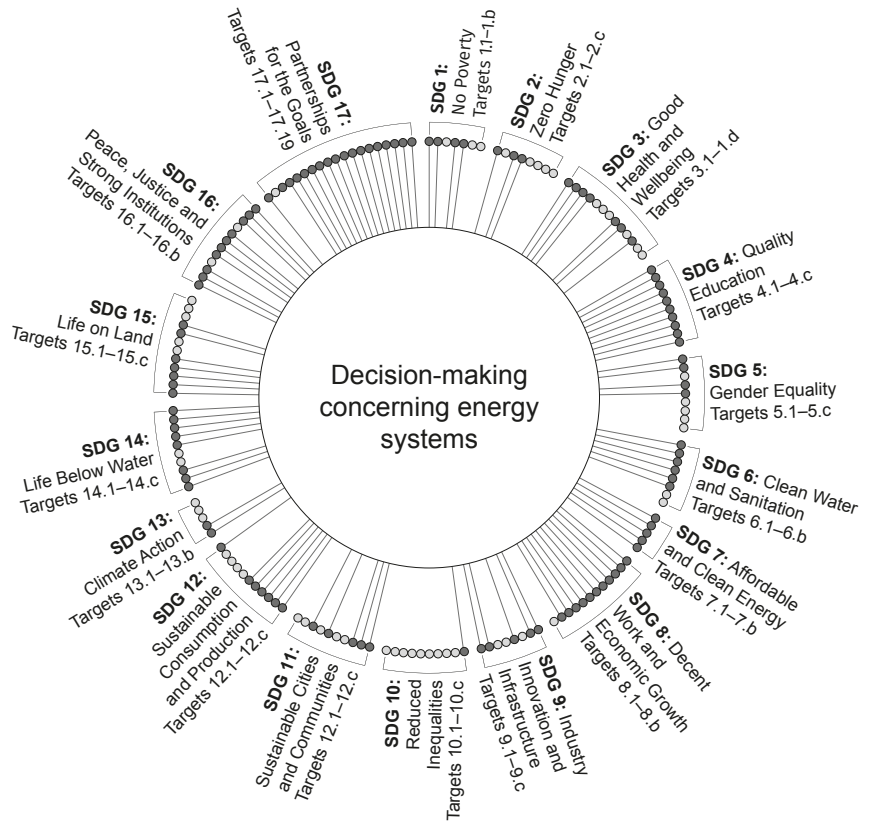 SDG 1:
No Poverty
Targets 1.1–1.b
SDG 2:
Zero Hunger
Targets 2.1–2.c
SDG 3: Good
Health and
Wellbeing
Targets 3.1–1.d
SDG 4: Quality
Education
Targets 4.1–4.c
SDG 5:
Gender Equality
Targets 5.1–5.c
SDG 6: Clean Water
and Sanitation
Targets 6.1–6.b
SDG 7: Affordable
and Clean Energy
Targets 7.1–7.b
SDG 8: Decent
Work and
Economic Growth
Targets 8.1–8.b
SDG 9: Industry
Innovation and
Infrastructure
Targets 9.1–9.c
SDG 10:
Reduced
Inequalities
Targets 10.1–10.c
SDG 11:
Sustainable Cities
and Communities
Targets 12.1–12.c
SDG 12:
Sustainable
Consumption
and Production
Targets 12.1–12.c
SDG 13:
Climate Action
Targets 13.1–13.b
SDG 14:
Life Below Water
Targets 14.1–14.c
SDG 15:
Life on Land
Targets 15.1–15.c
SDG 16:
Peace, Justice and
Strong Institutions
Targets 16.1–16.b
SDG 17:
Partnerships
for the Goals
Targets 17.1–17.19
Decision-making
concerning energy
systems